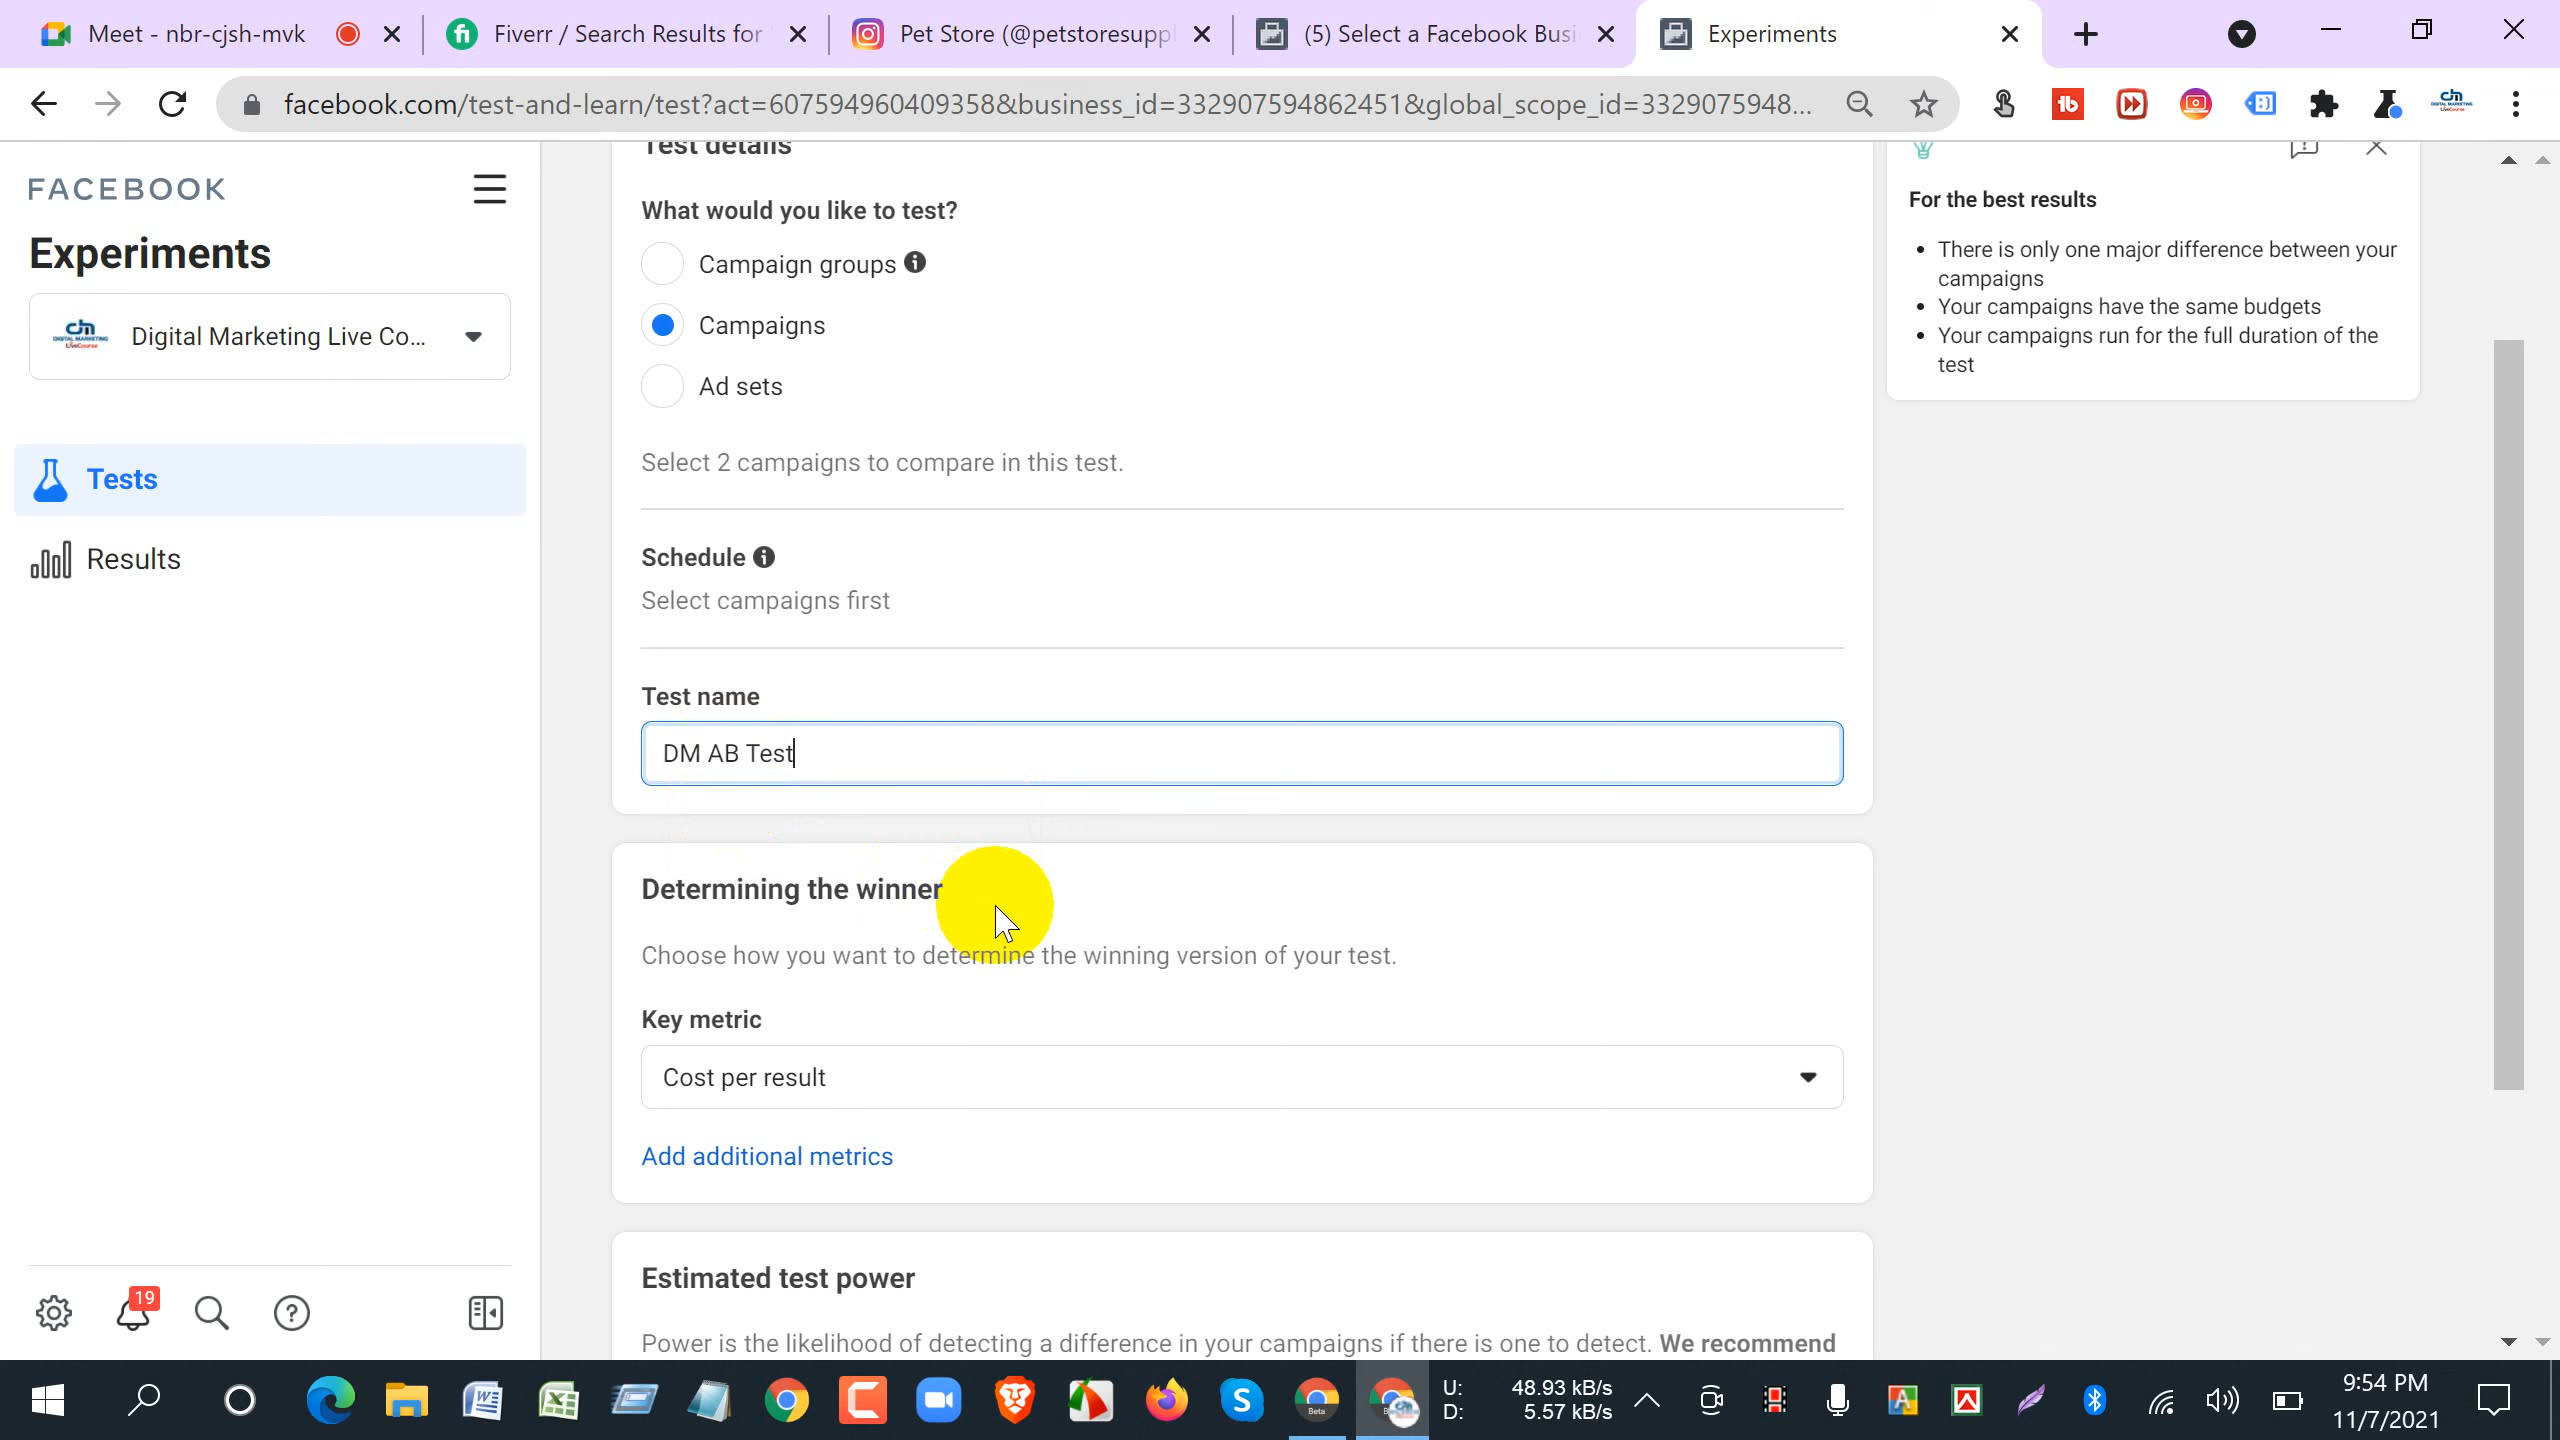 Meet - nbr-cjsh-mvk
Fiverr / Search Results for
Pet Store (@petstoresuppl
(5) Select a Facebook Busi
Experiments
facebook.com/test-and-learn/test?act=607594960409358&business_id=332907594862451&global_scope_id=3329075948...
FACEBOOK
Experiments
Digital Marketing Live Co...
Tests
Results
19
Test details
What would you like to test?
Campaign groups
Campaigns
Ad sets
Select 2 campaigns to compare in this test.
Schedule
Select campaigns first
Test name
DM AB Test
Determining the winner
Choose how you want to determine the winning version of your test.
Key metric
Cost per result
Add additional metrics
Estimated test power
Power is the likelihood of detecting a difference in your campaigns if there is one to detect. We recommend
For the best results
• There is only one major difference between your
campaigns
• Your campaigns have the same budgets
• Your campaigns run for the full duration of the
test
U: 48.93 kB/s
D: 5.57 kB/s
9:54 PM
11/7/2021